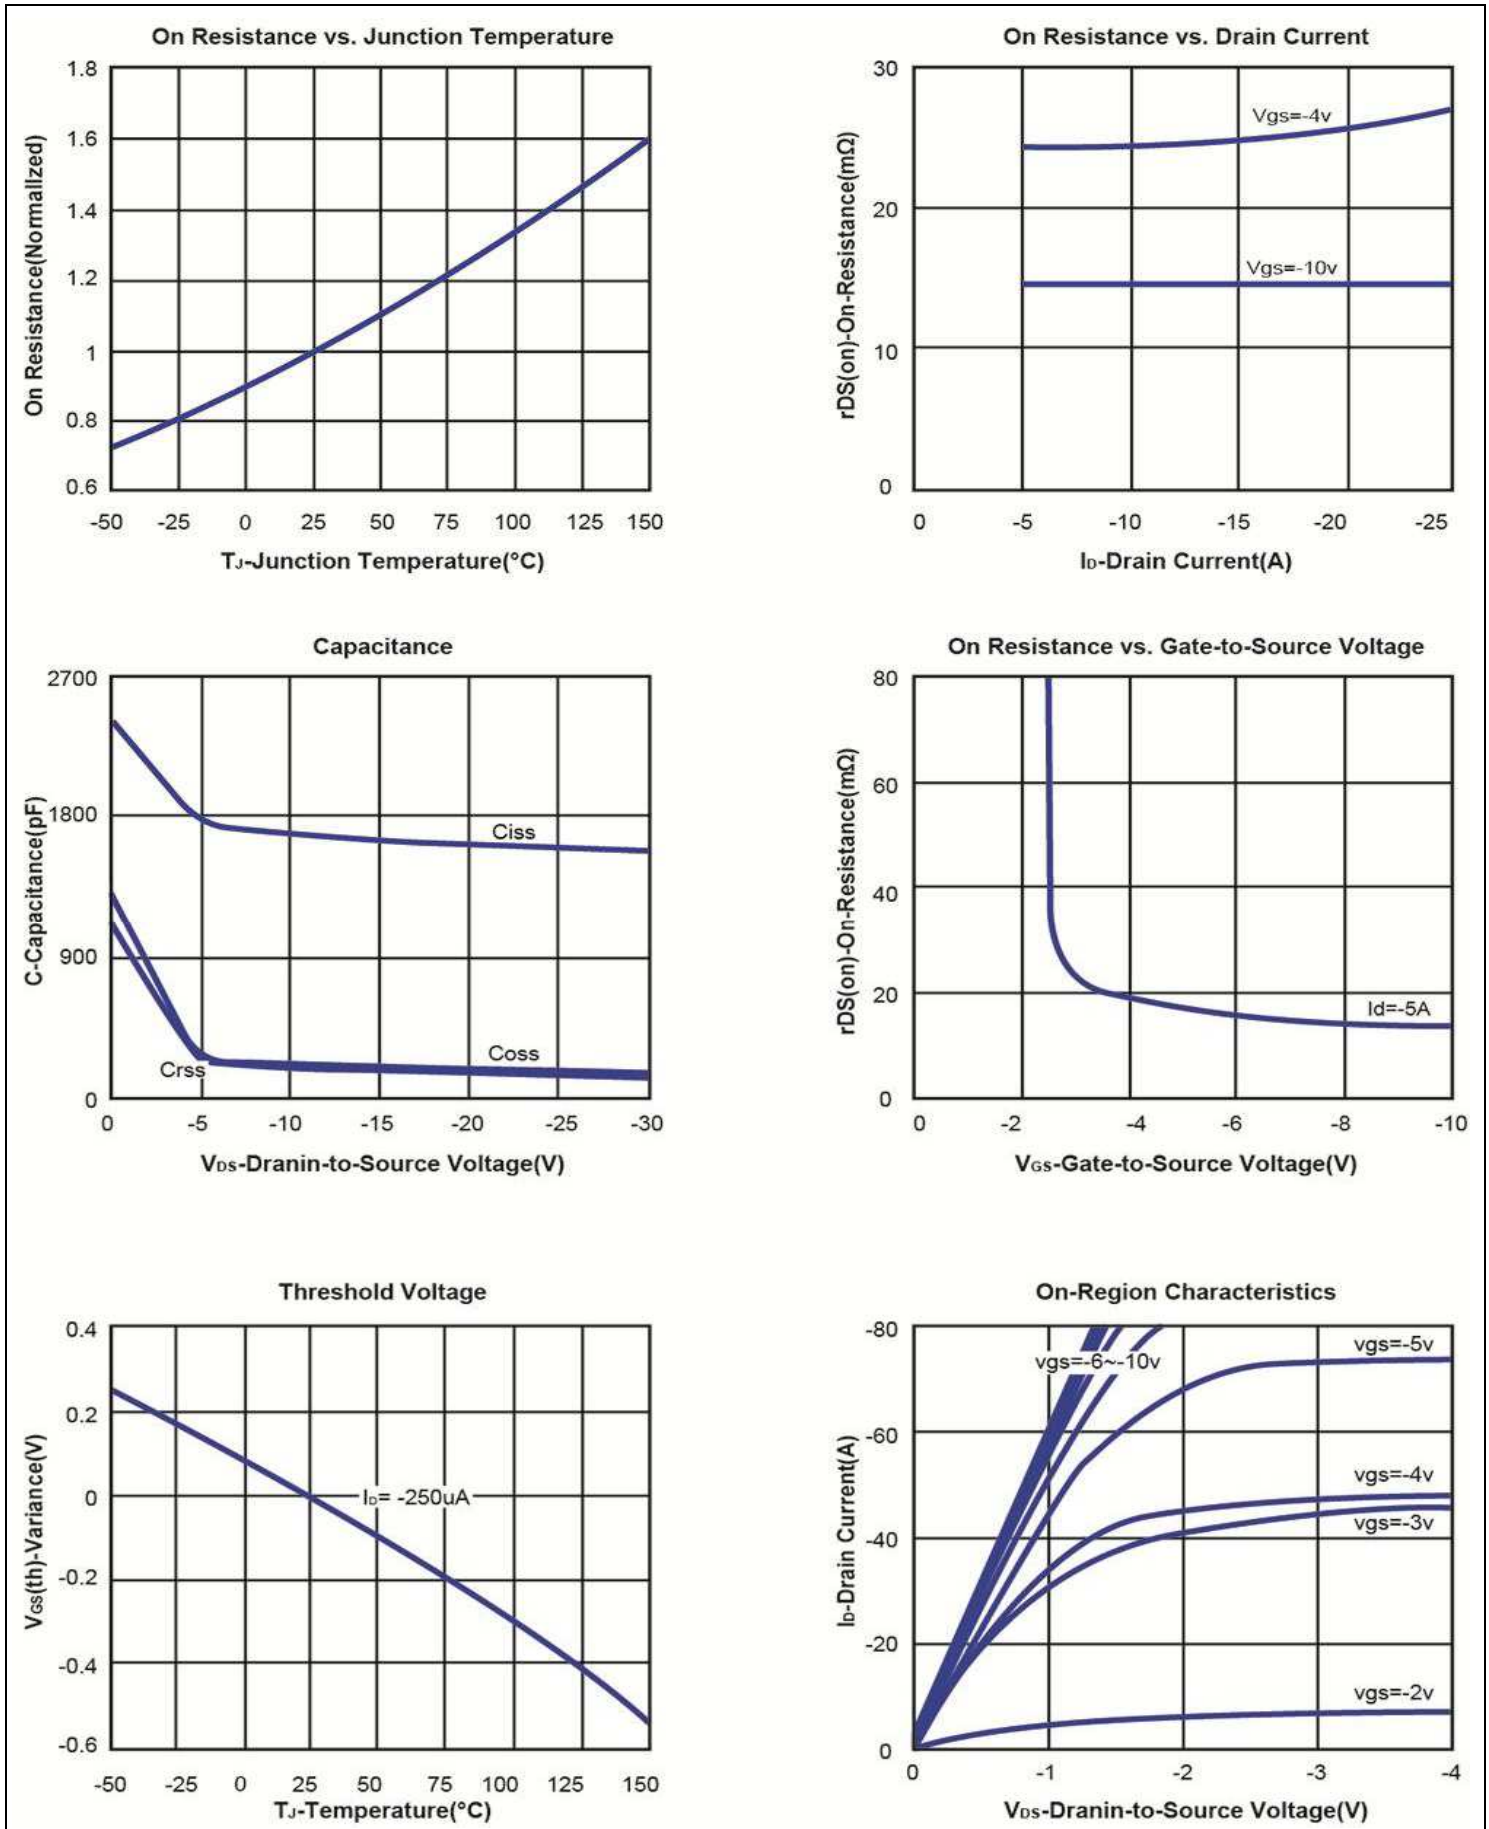 On Resistance vs. Junction Temperature
On Resistance(Normalized)
1.8
1.6
1.4
1.2
1
0.8
0.6
-50 -25 0 25 50 75 100 125 150
TJ-Junction Temperature(°C)
On Resistance vs. Drain Current
rDS(on)-On-Resistance(mΩ)
30
20
10
0
Vgs=-4v
Vgs=-10v
0 -5 -10 -15 -20 -25
ID-Drain Current(A)
Capacitance
C-Capacitance(pF)
2700
1800
900
0
Ciss
Coss
Crss
0 -5 -10 -15 -20 -25 -30
VDS-Dranin-to-Source Voltage(V)
On Resistance vs. Gate-to-Source Voltage
rDS(on)-On-Resistance(mΩ)
80
60
40
20
0
Id=-5A
0 -2 -4 -6 -8 -10
VGS-Gate-to-Source Voltage(V)
Threshold Voltage
VGS(th)-Variance(V)
0.4
0.2
0
-0.2
-0.4
-0.6
ID= -250uA
-50 -25 0 25 50 75 100 125 150
TJ-Temperature(°C)
On-Region Characteristics
ID-Drain Current(A)
-80
-60
-40
-20
0
vgs=-6~-10v
vgs=-5v
vgs=-4v
vgs=-3v
vgs=-2v
0 -1 -2 -3 -4
VDS-Dranin-to-Source Voltage(V)